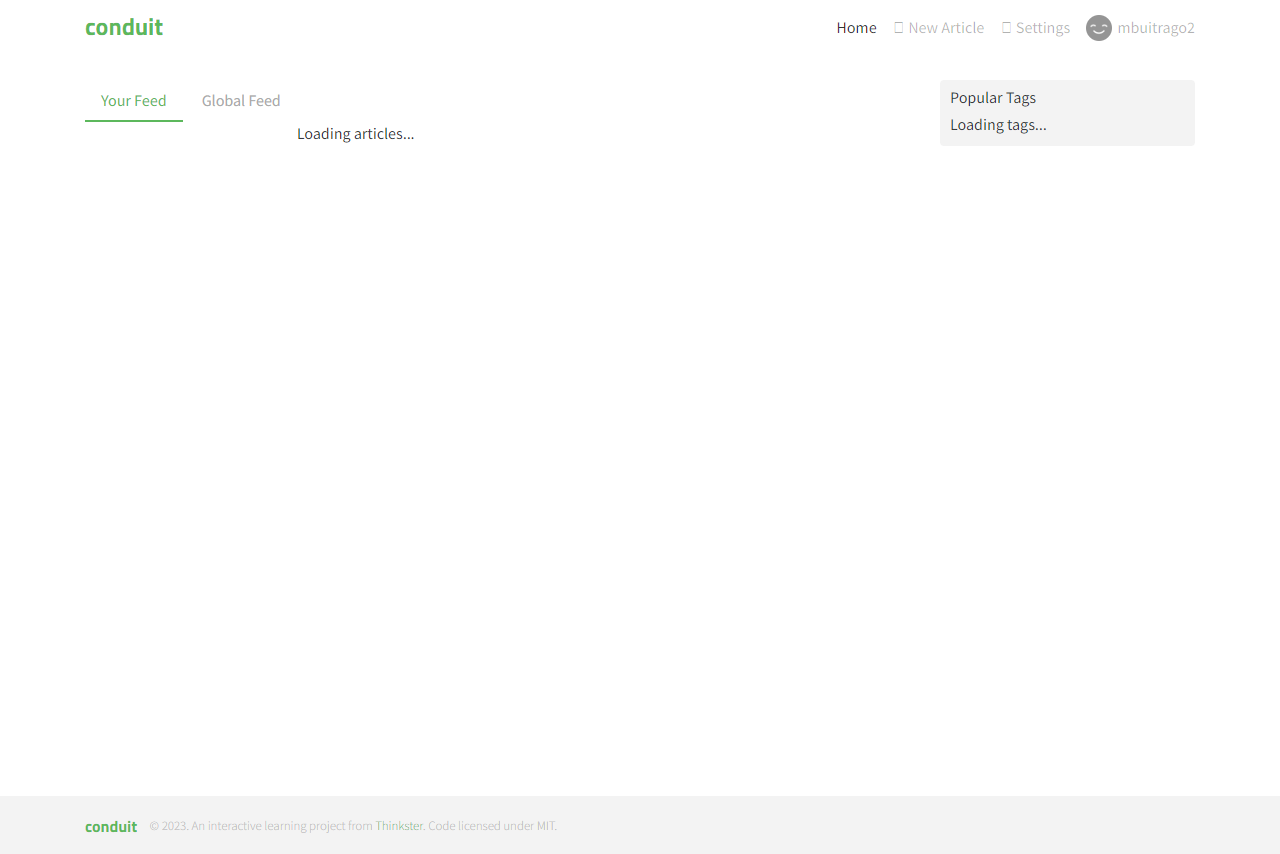 conduit
Home New Article Settings mbuitrago2
Your Feed Global Feed
Loading articles...
Popular Tags
Loading tags...
conduit © 2023. An interactive learning project from Thinkster. Code licensed under MIT.